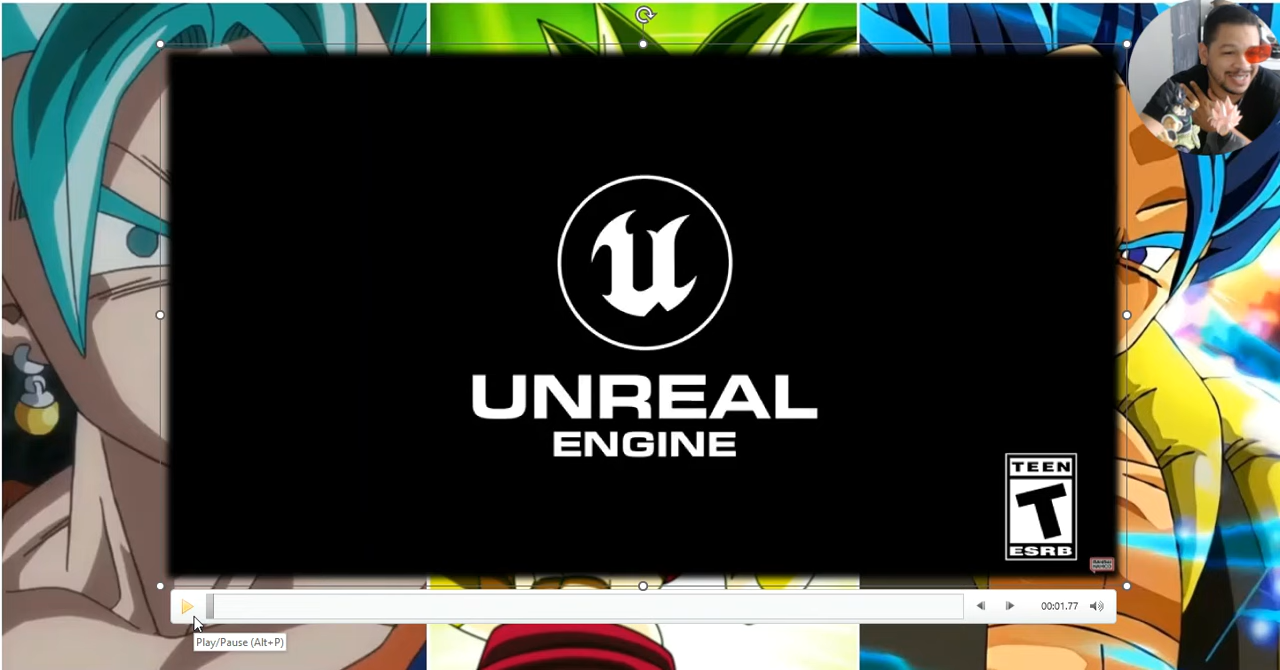 UNREAL
ENGINE
TEEN
T
ESRB
00:01.77
Play/Pause (Alt+P)